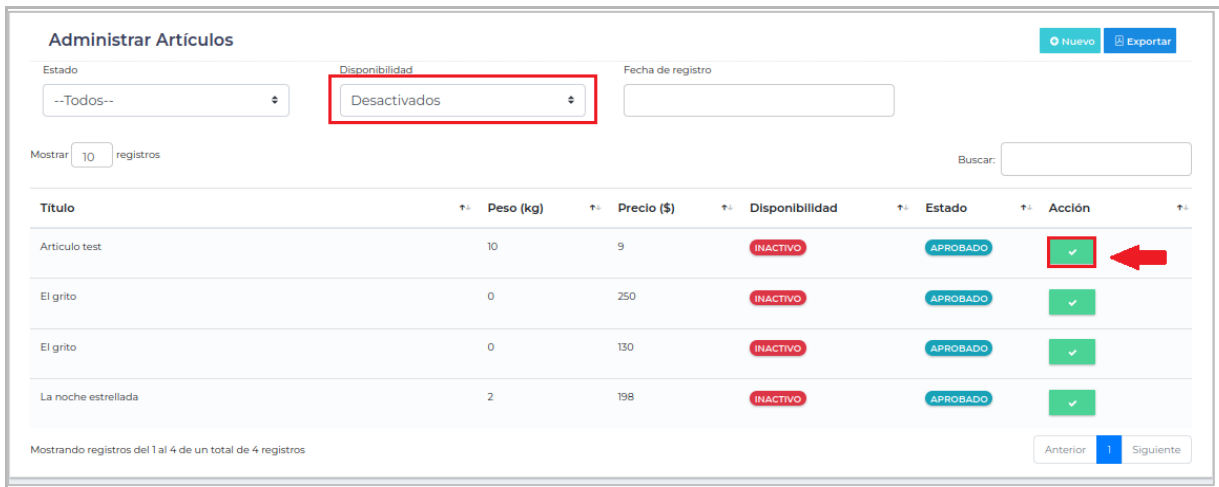 Administrar Artículos
Nuevo Exportar
Estado Disponibilidad Fecha de registro
--Todos-- Desactivados
Mostrar 10 registros Buscar:
Título Peso (kg) Precio ($) Disponibilidad Estado Acción
Articulo test 10 9 INACTIVO APROBADO
El grito 0 250 INACTIVO APROBADO
El grito 0 130 INACTIVO APROBADO
La noche estrellada 2 198 INACTIVO APROBADO
Mostrando registros del 1 al 4 de un total de 4 registros Anterior 1 Siguiente